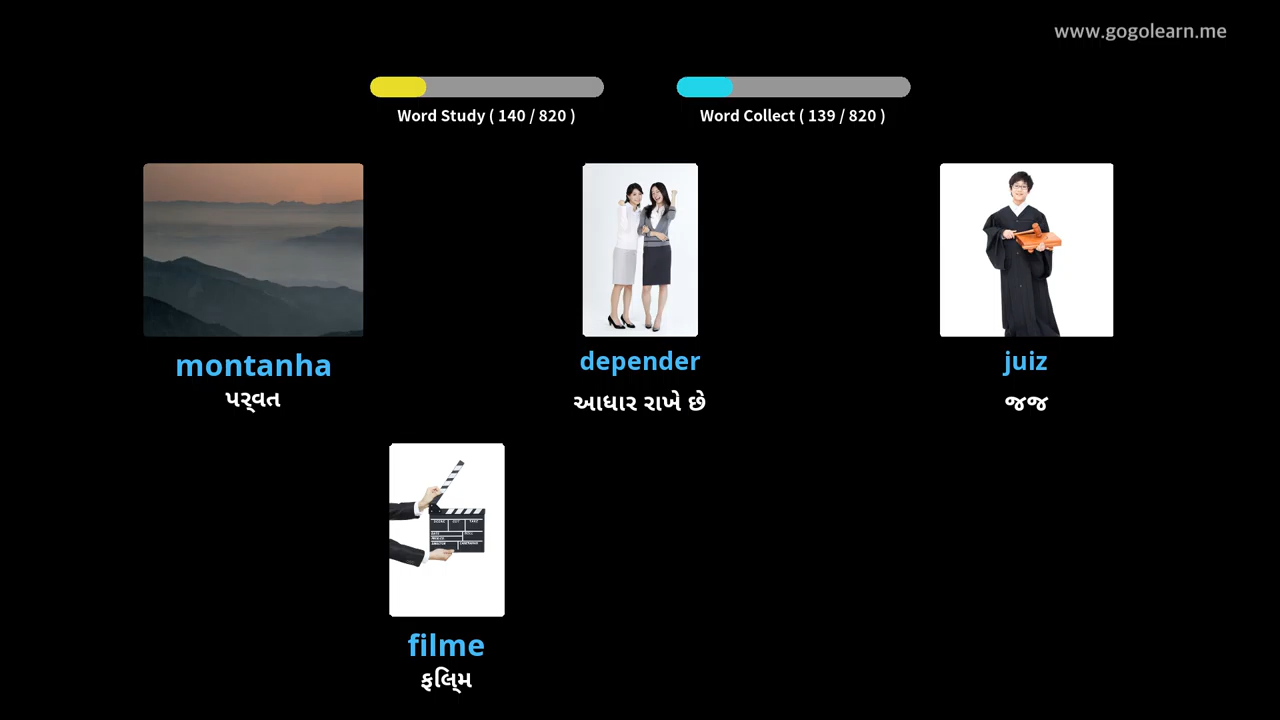 www.gogolearn.me
Word Study ( 140 / 820 )
Word Collect ( 139 / 820 )
montanha
પર્વત
depender
આધાર રાખે છે
juiz
જજ
filme
ફિલ્મ